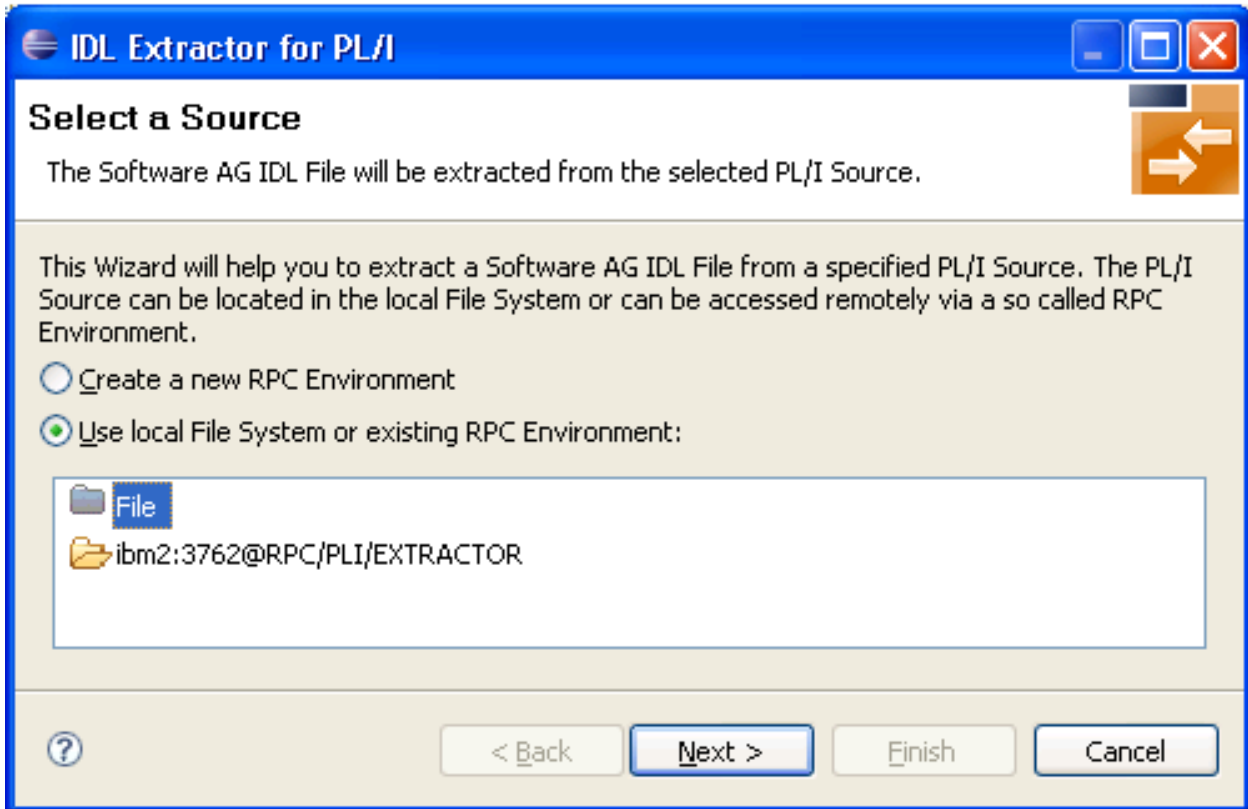 IDL Extractor for PL/I
Select a Source
The Software AG IDL File will be extracted from the selected PL/I Source.
This Wizard will help you to extract a Software AG IDL File from a specified PL/I Source. The PL/I
Source can be located in the local File System or can be accessed remotely via a so called RPC
Environment.
Create a new RPC Environment
Use local File System or existing RPC Environment:
File
ibm2:3762@RPC/PLI/EXTRACTOR
?
< Back
Next >
Finish
Cancel